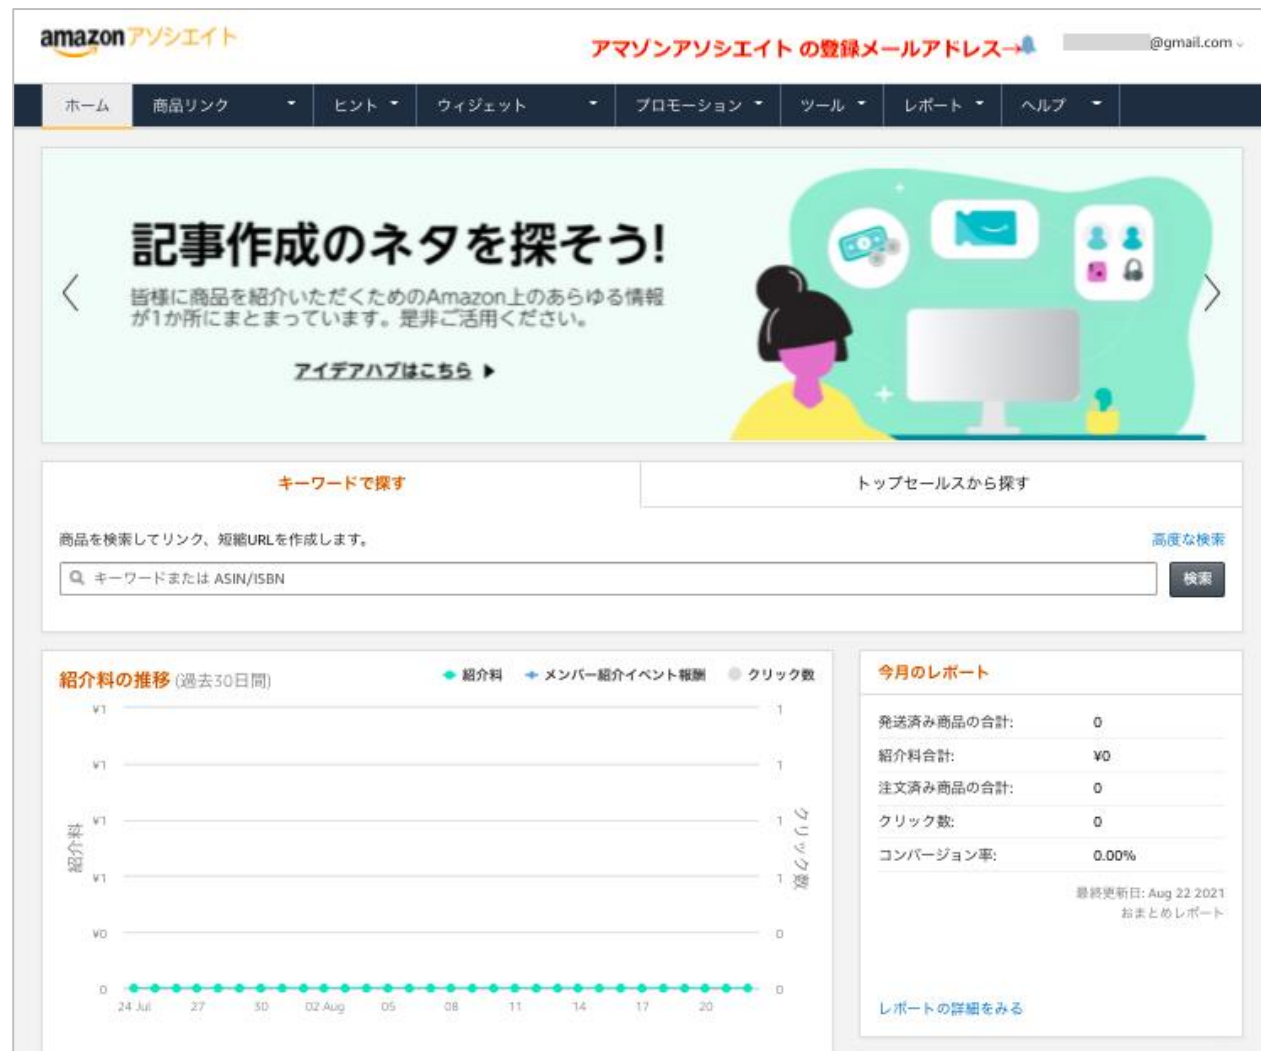 amazonアソシエイト
アマゾンアソシエイト の登録メールアドレス→
@gmail.com
ホーム 商品リンク ヒント ウィジェット プロモーション ツール レポート ヘルプ
記事作成のネタを探そう!
皆様に商品を紹介いただくためのAmazon上のあらゆる情報
が1か所にまとまっています。是非ご活用ください。
アイデアハブはこちら ▶
キーワードで探す トップセールスから探す
商品を検索してリンク、短縮URLを作成します。 高度な検索
キーワードまたは ASIN/ISBN 検索
紹介料の推移 (過去30日間) 紹介料 メンバー紹介イベント報酬 クリック数
¥1 1
¥1 1
¥1 1
¥1 1
¥0 0
0 0
紹介料
クリック数
24 Jul 27 30 02 Aug 05 08 11 14 17 20
今月のレポート
発送済み商品の合計: 0
紹介料合計: ¥0
注文済み商品の合計: 0
クリック数: 0
コンバージョン率: 0.00%
最終更新日: Aug 22 2021
おまとめレポート
レポートの詳細をみる